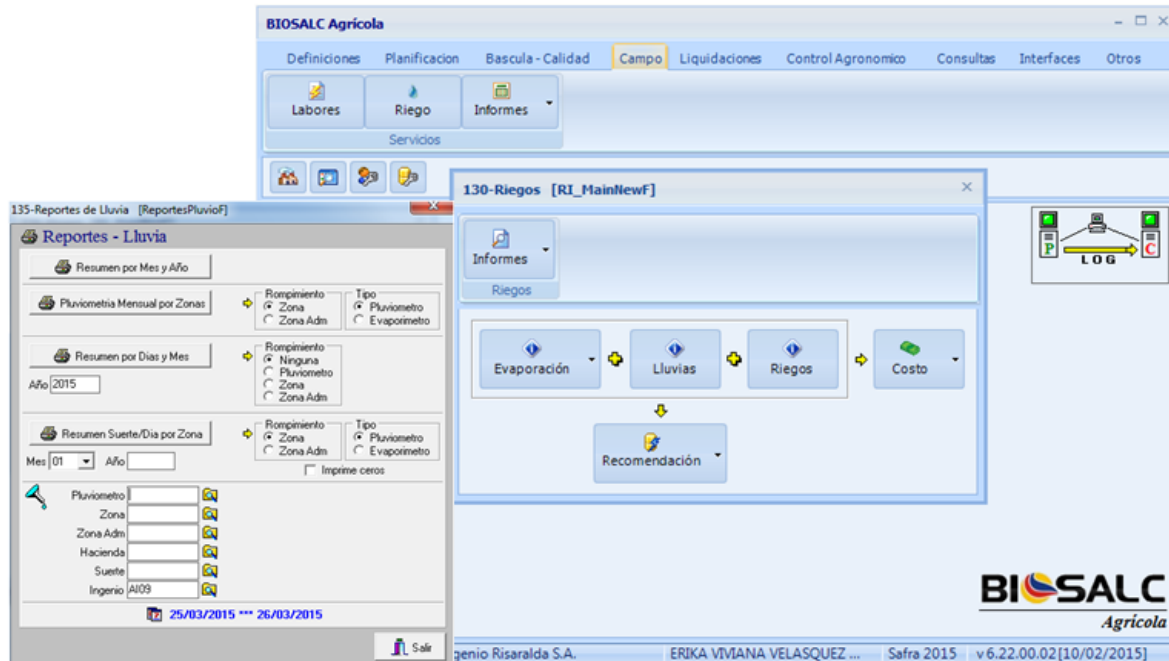 BIOSALC Agrícola
Definiciones Planificacion Bascula - Calidad Campo Liquidaciones Control Agronomico Consultas Interfaces Otros
Labores Riego Informes
Servicios
130-Riegos [RI_MainNewF]
Informes
Riegos
Evaporación Lluvias Riegos Costo
Recomendación
P C
LOG
135-Reportes de Lluvia [ReportesPluvioF]
Reportes - Lluvia
Resumen por Mes y Año
Pluviometria Mensual por Zonas
Rompimiento Tipo
Zona Pluviometro
Zona Adm Evaporimetro
Resumen por Dias y Mes
Rompimiento
Ninguna
Pluviometro
Zona
Zona Adm
Año 2015
Resumen Suerte/Dia por Zona
Rompimiento Tipo
Zona Pluviometro
Zona Adm Evaporimetro
Mes 01 Año
Imprime ceros
Pluviometro
Zona
Zona Adm
Hacienda
Suerte
Ingenio AI09
25/03/2015 *** 26/03/2015
Salir
BIOSALC
Agrícola
genio Risaralda S.A. ERIKA VIVIANA VELASQUEZ ... Safra 2015 v 6.22.00.02 [10/02/2015]